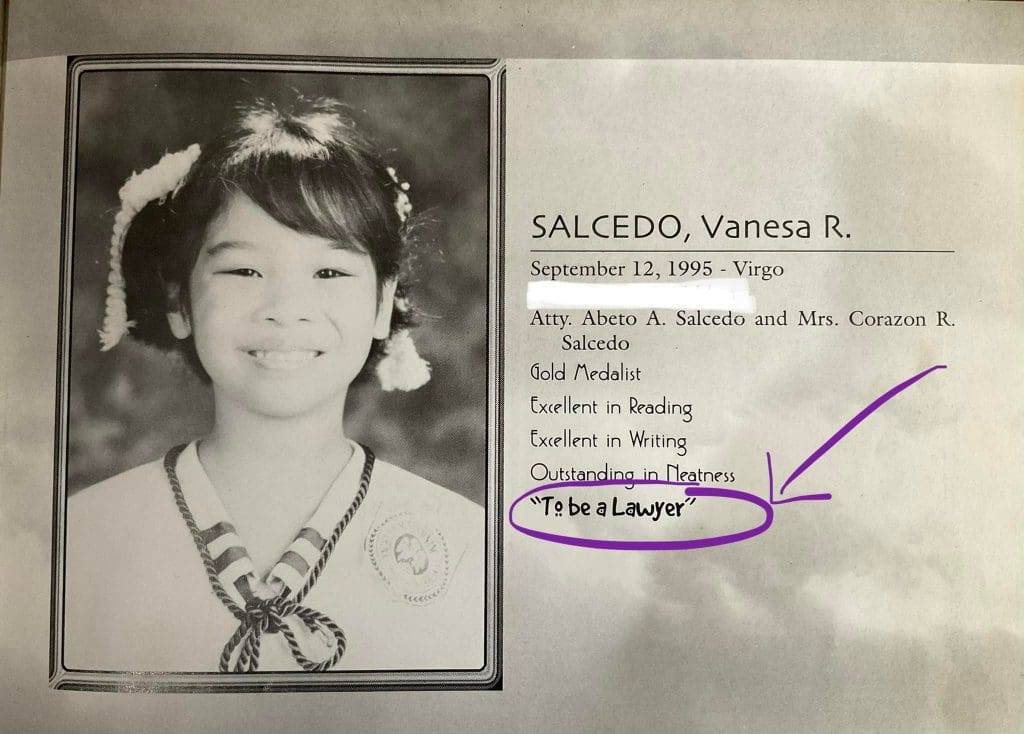 SALCEDO, Vanesa R.
September 12, 1995 - Virgo
Atty. Abeto A. Salcedo and Mrs. Corazon R.
Salcedo
Gold Medalist
Excellent in Reading
Excellent in Writing
Outstanding in Neatness
"To be a Lawyer"